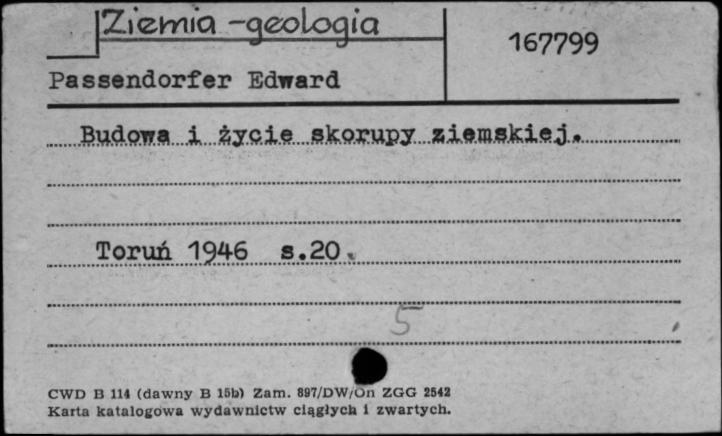 Ziemia - geologia
167799
Passendorfer Edward
Budowa i życie skorupy ziemskiej.
Toruń 1946 s.20.
5
CWD B 114 (dawny B 15b) Zam. 897/DW/On ZGG 2542
Karta katalogowa wydawnictw ciągłych i zwartych.